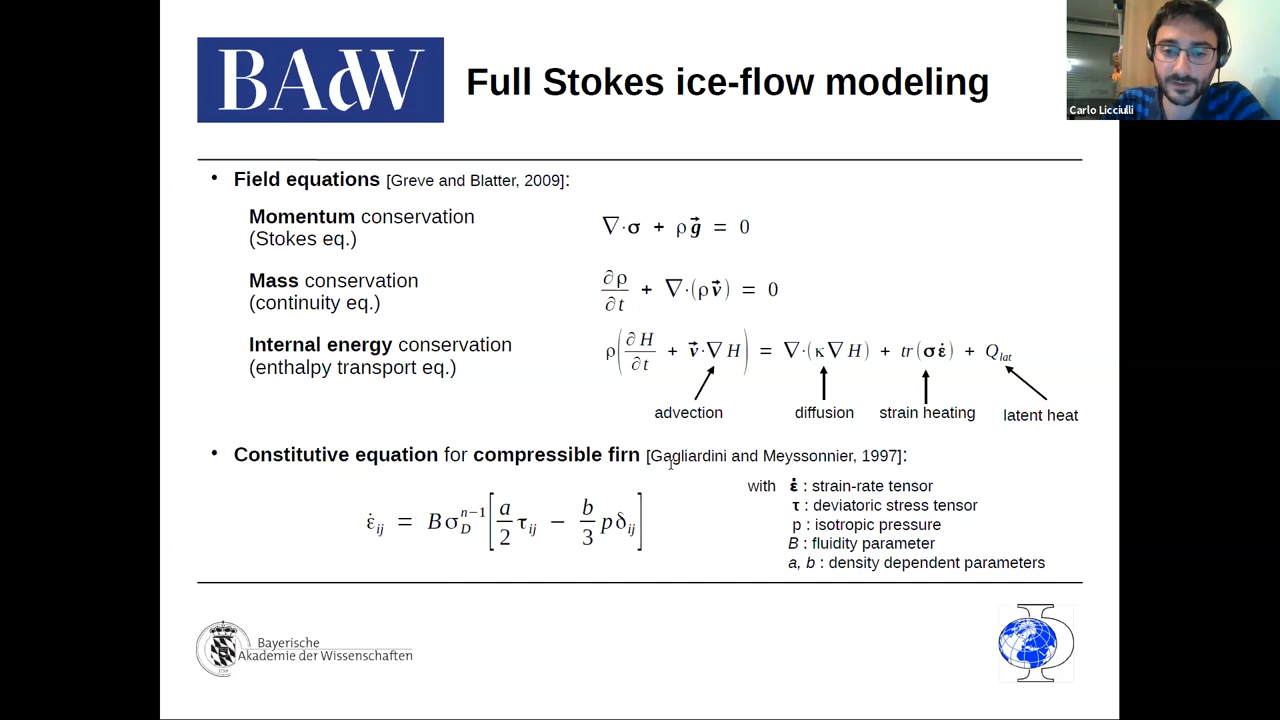 BAdW
Full Stokes ice-flow modeling
Carlo Licciulli
• Field equations [Greve and Blatter, 2009]:
Momentum conservation
(Stokes eq.)
∇·σ + ρ g⃗ = 0
Mass conservation
(continuity eq.)
∂ρ/∂t + ∇·(ρ v⃗) = 0
Internal energy conservation
(enthalpy transport eq.)
ρ(∂H/∂t + v⃗·∇H) = ∇·(κ∇H) + tr(σε̇) + Q_lat
advection diffusion strain heating latent heat
• Constitutive equation for compressible firn [Gagliardini and Meyssonnier, 1997]:
ε̇_ij = B σ_D^(n−1) [a/2 τ_ij − b/3 p δ_ij]
with ε̇ : strain-rate tensor
τ : deviatoric stress tensor
p : isotropic pressure
B : fluidity parameter
a, b : density dependent parameters
Bayerische
Akademie der Wissenschaften